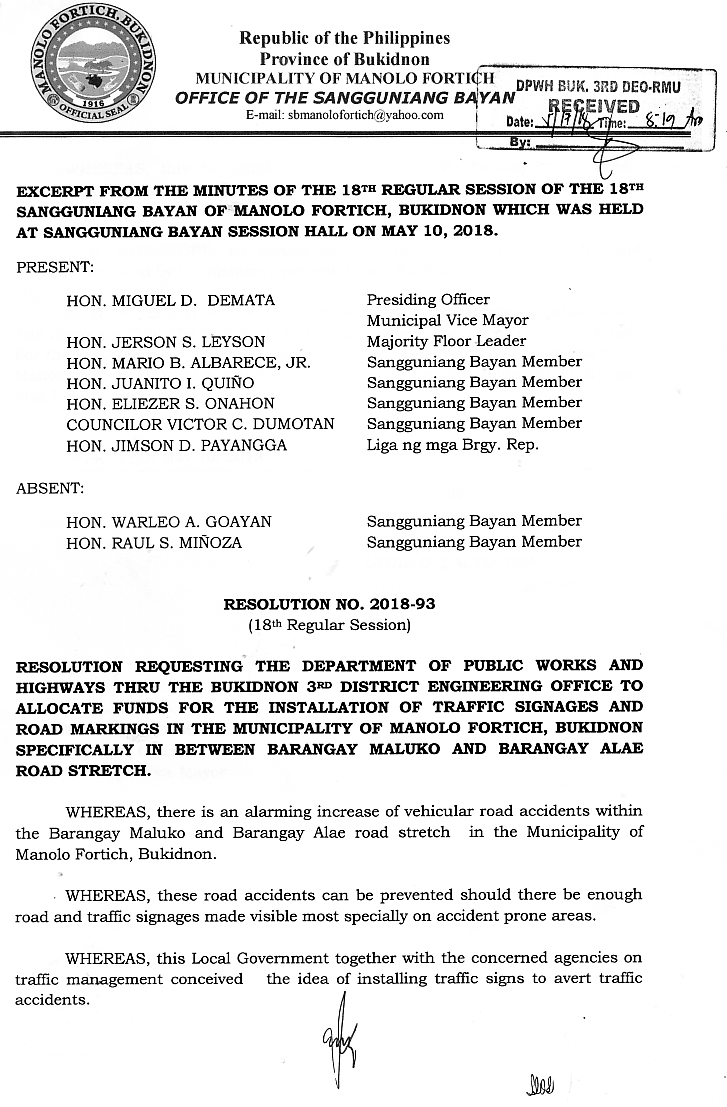 MANOLO FORTICH, BUKIDNON
1916
OFFICIAL SEAL
Republic of the Philippines
Province of Bukidnon
MUNICIPALITY OF MANOLO FORTICH
OFFICE OF THE SANGGUNIANG BAYAN
E-mail: sbmanolofortich@yahoo.com
DPWH BUK. 3RD DEO-RMU
RECEIVED
Date: 5/17/18 Time: 8:19 Am
By:
EXCERPT FROM THE MINUTES OF THE 18TH REGULAR SESSION OF THE 18TH
SANGGUNIANG BAYAN OF MANOLO FORTICH, BUKIDNON WHICH WAS HELD
AT SANGGUNIANG BAYAN SESSION HALL ON MAY 10, 2018.
PRESENT:
HON. MIGUEL D. DEMATA Presiding Officer
Municipal Vice Mayor
HON. JERSON S. LEYSON Majority Floor Leader
HON. MARIO B. ALBARECE, JR. Sangguniang Bayan Member
HON. JUANITO I. QUIÑO Sangguniang Bayan Member
HON. ELIEZER S. ONAHON Sangguniang Bayan Member
COUNCILOR VICTOR C. DUMOTAN Sangguniang Bayan Member
HON. JIMSON D. PAYANGGA Liga ng mga Brgy. Rep.
ABSENT:
HON. WARLEO A. GOAYAN Sangguniang Bayan Member
HON. RAUL S. MIÑOZA Sangguniang Bayan Member
RESOLUTION NO. 2018-93
(18th Regular Session)
RESOLUTION REQUESTING THE DEPARTMENT OF PUBLIC WORKS AND
HIGHWAYS THRU THE BUKIDNON 3RD DISTRICT ENGINEERING OFFICE TO
ALLOCATE FUNDS FOR THE INSTALLATION OF TRAFFIC SIGNAGES AND
ROAD MARKINGS IN THE MUNICIPALITY OF MANOLO FORTICH, BUKIDNON
SPECIFICALLY IN BETWEEN BARANGAY MALUKO AND BARANGAY ALAE
ROAD STRETCH.
WHEREAS, there is an alarming increase of vehicular road accidents within
the Barangay Maluko and Barangay Alae road stretch in the Municipality of
Manolo Fortich, Bukidnon.
WHEREAS, these road accidents can be prevented should there be enough
road and traffic signages made visible most specially on accident prone areas.
WHEREAS, this Local Government together with the concerned agencies on
traffic management conceived the idea of installing traffic signs to avert traffic
accidents.